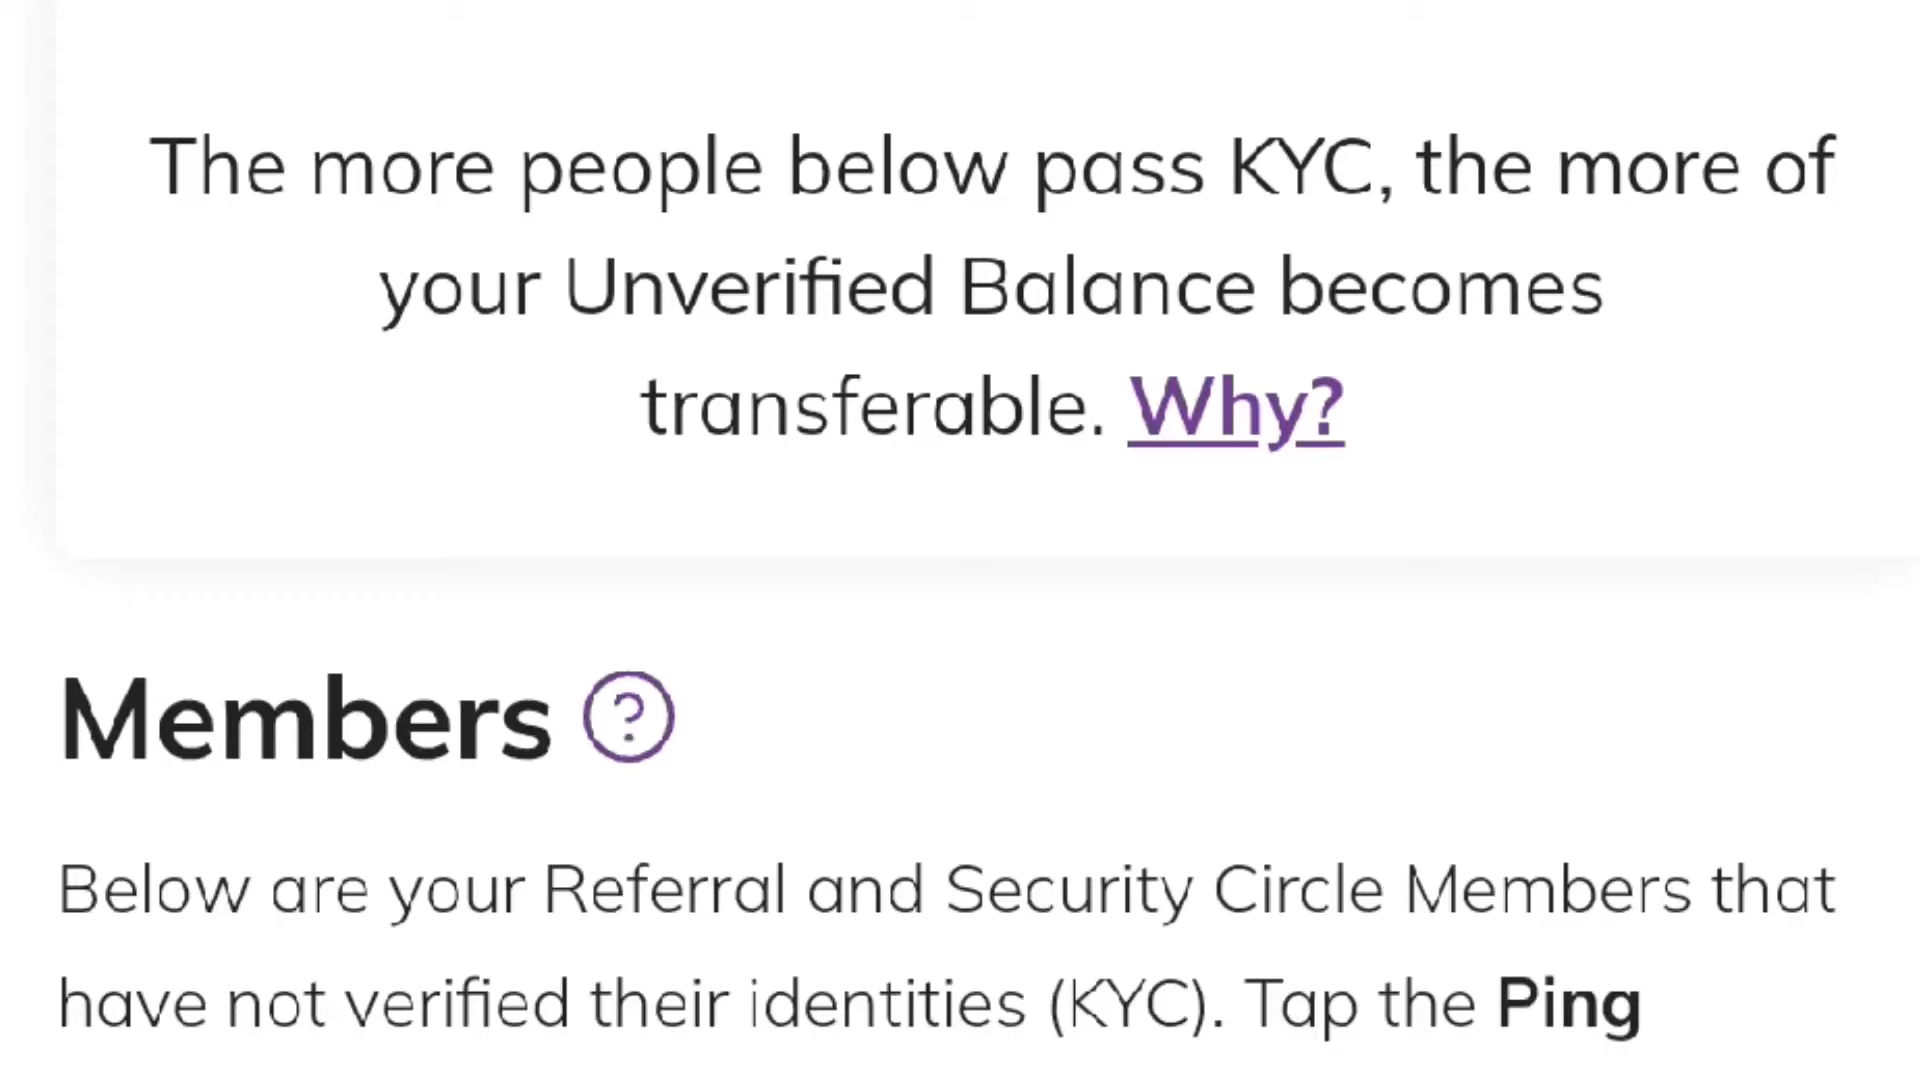 The more people below pass KYC, the more of
your Unverified Balance becomes
transferable. Why?
Members ?
Below are your Referral and Security Circle Members that
have not verified their identities (KYC). Tap the Ping